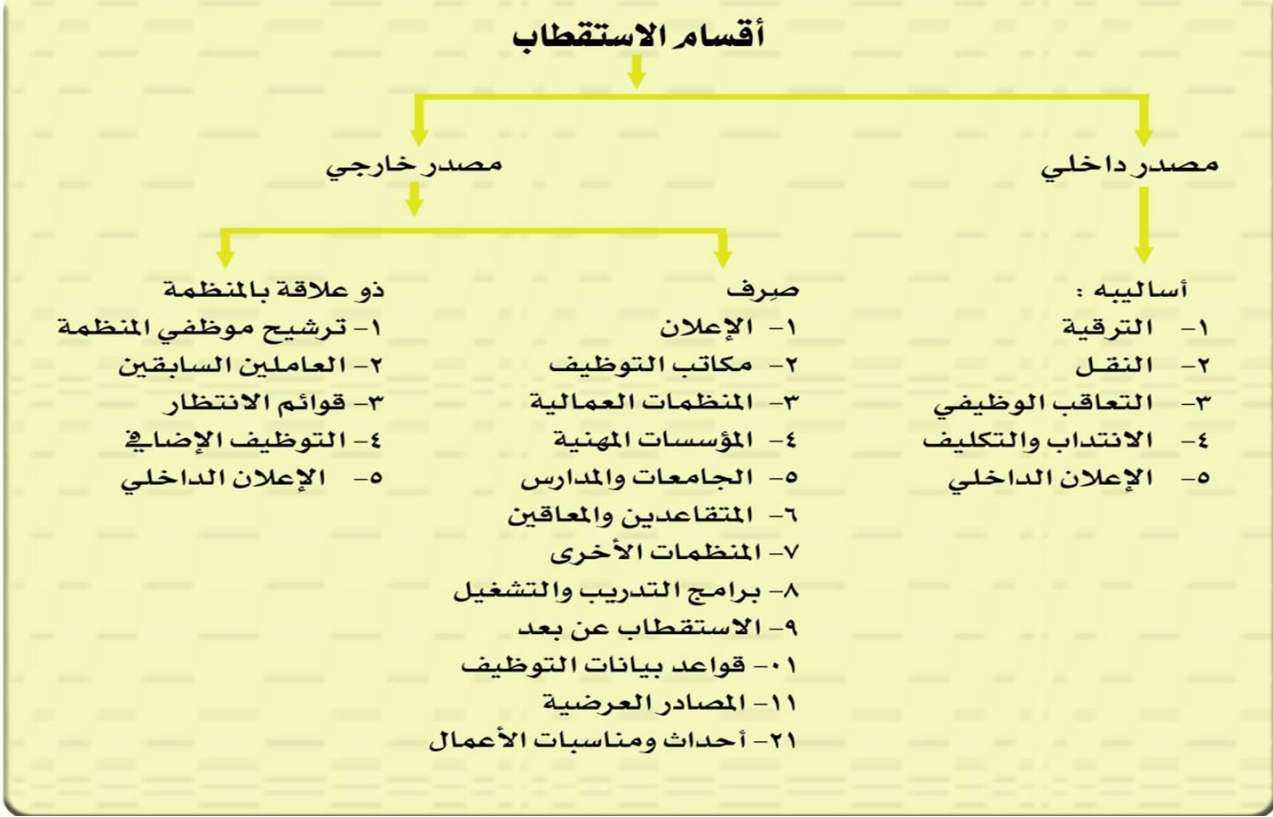 أقسام الاستقطاب
مصدر داخلي
أساليبه :
١- الترقية
٢- النقل
٣- التعاقب الوظيفي
٤- الانتداب والتكليف
٥- الإعلان الداخلي
مصدر خارجي
صِرف
١- الإعلان
٢- مكاتب التوظيف
٣- المنظمات العمالية
٤- المؤسسات المهنية
٥- الجامعات والمدارس
٦- المتقاعدين والمعاقين
٧- المنظمات الأخرى
٨- برامج التدريب والتشغيل
٩- الاستقطاب عن بعد
٠١- قواعد بيانات التوظيف
١١- المصادر العرضية
٢١- أحداث ومناسبات الأعمال
ذو علاقة بالمنظمة
١- ترشيح موظفي المنظمة
٢- العاملين السابقين
٣- قوائم الانتظار
٤- التوظيف الإضافي
٥- الإعلان الداخلي